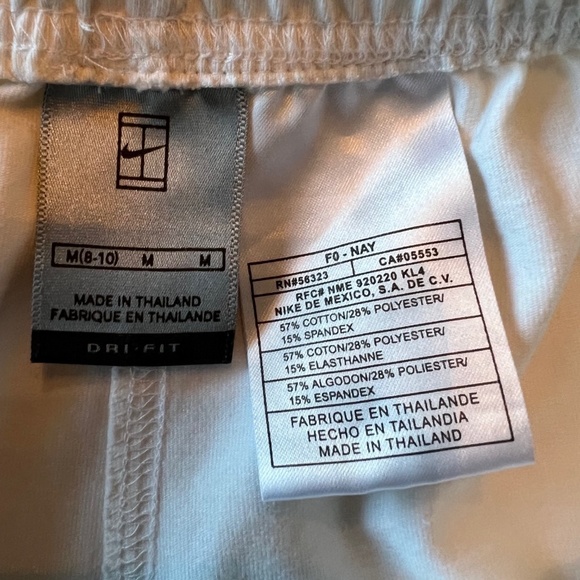 M(8-10) M M
MADE IN THAILAND
FABRIQUE EN THAILANDE
DRI-FIT
F0 - NAY
RN#56323 CA#05553
RFC# NME 920220 KL4
NIKE DE MEXICO, S.A. DE C.V.
57% COTTON/28% POLYESTER/
15% SPANDEX
57% COTON/28% POLYESTER/
15% ELASTHANNE
57% ALGODON/28% POLIESTER/
15% ESPANDEX
FABRIQUE EN THAILANDE
HECHO EN TAILANDIA
MADE IN THAILAND